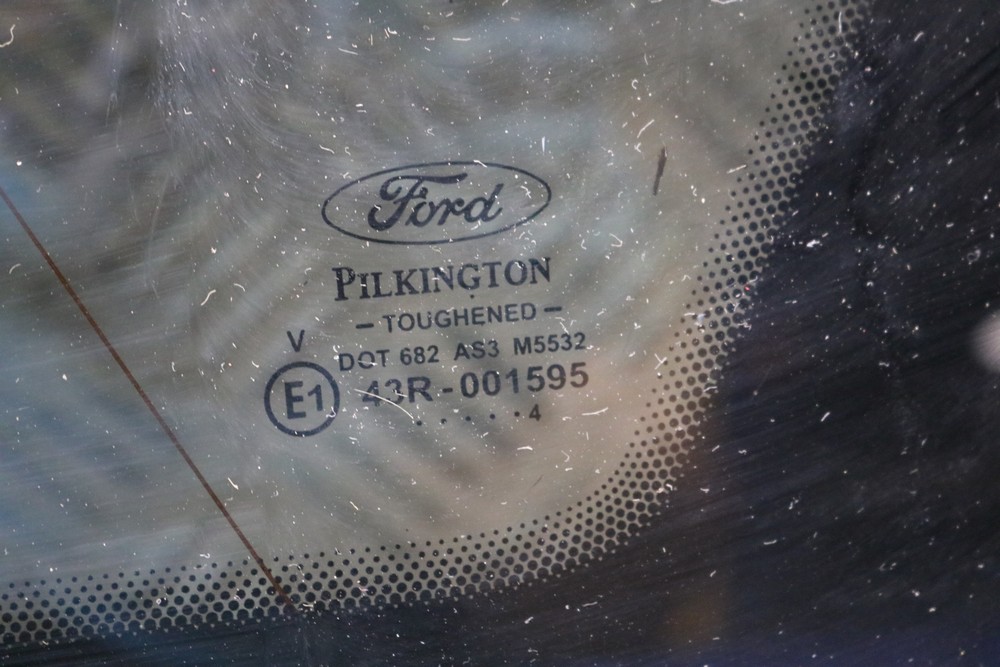 Ford
PILKINGTON
– TOUGHENED –
V
DOT 682 AS3 M5532
E1 43R-001595
. . . . . 4